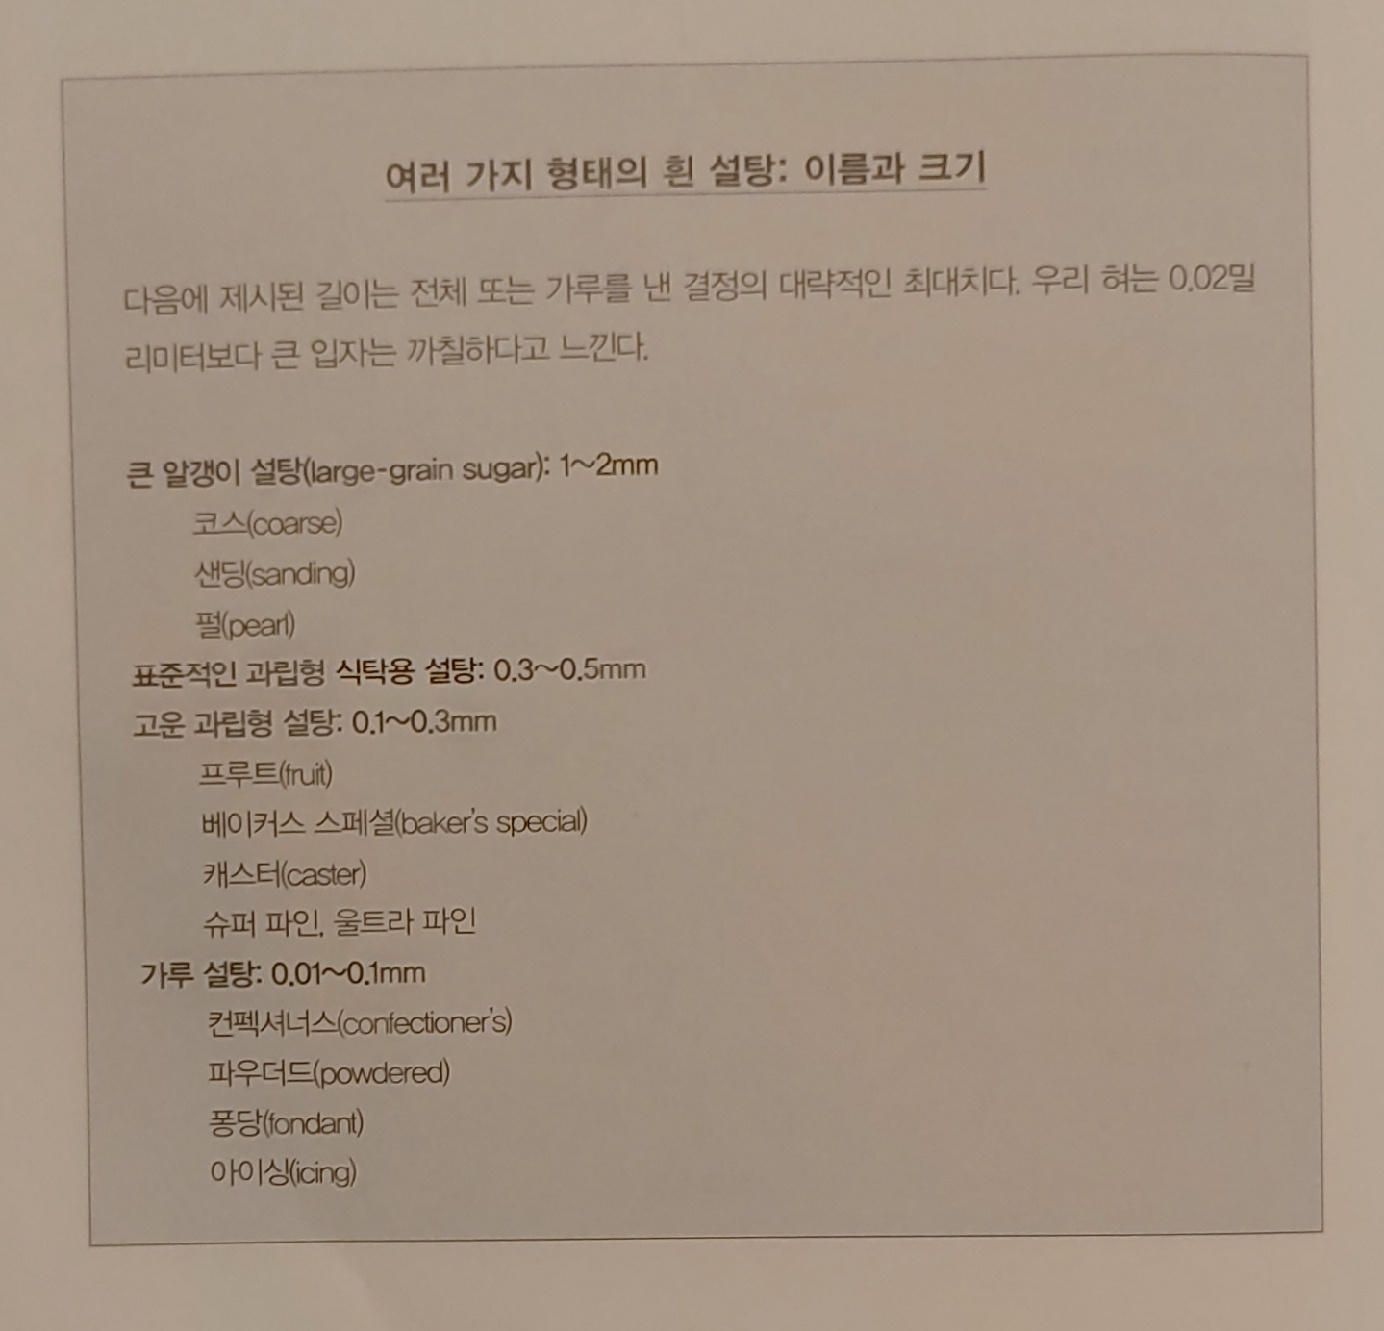 여러 가지 형태의 흰 설탕: 이름과 크기
다음에 제시된 길이는 전체 또는 가루를 낸 결정의 대략적인 최대치다. 우리 혀는 0.02밀
리미터보다 큰 입자는 까칠하다고 느낀다.
큰 알갱이 설탕(large-grain sugar): 1~2mm
코스(coarse)
샌딩(sanding)
펄(pearl)
표준적인 과립형 식탁용 설탕: 0.3~0.5mm
고운 과립형 설탕: 0.1~0.3mm
프루트(fruit)
베이커스 스페셜(baker's special)
캐스터(caster)
슈퍼 파인, 울트라 파인
가루 설탕: 0.01~0.1mm
컨펙셔너스(confectioner's)
파우더드(powdered)
퐁당(fondant)
아이싱(icing)